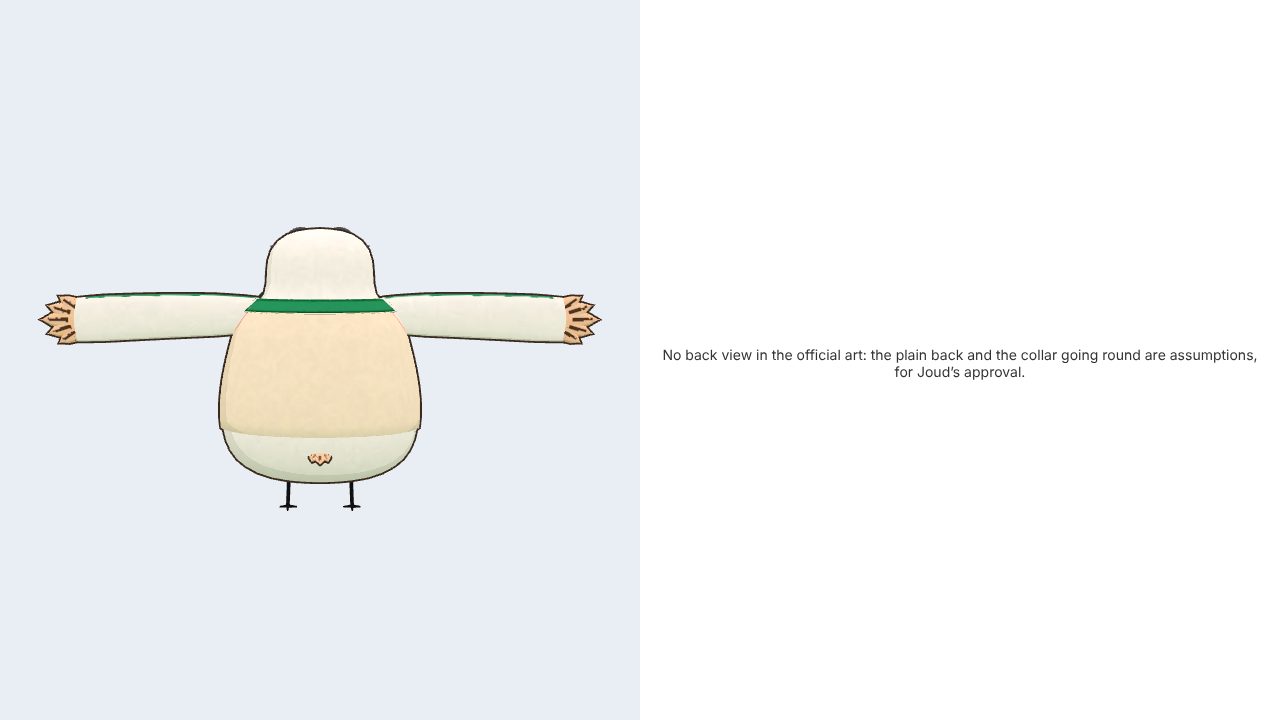 No back view in the official art: the plain back and the collar going round are assumptions,
for Joud’s approval.